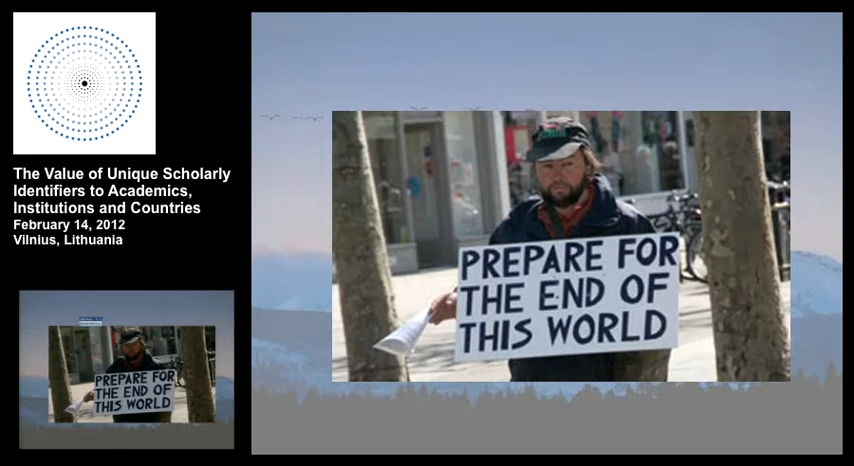 The Value of Unique Scholarly
Identifiers to Academics,
Institutions and Countries
February 14, 2012
Vilnius, Lithuania
PREPARE FOR
THE END OF
THIS WORLD
PREPARE FOR
THE END OF
THIS WORLD